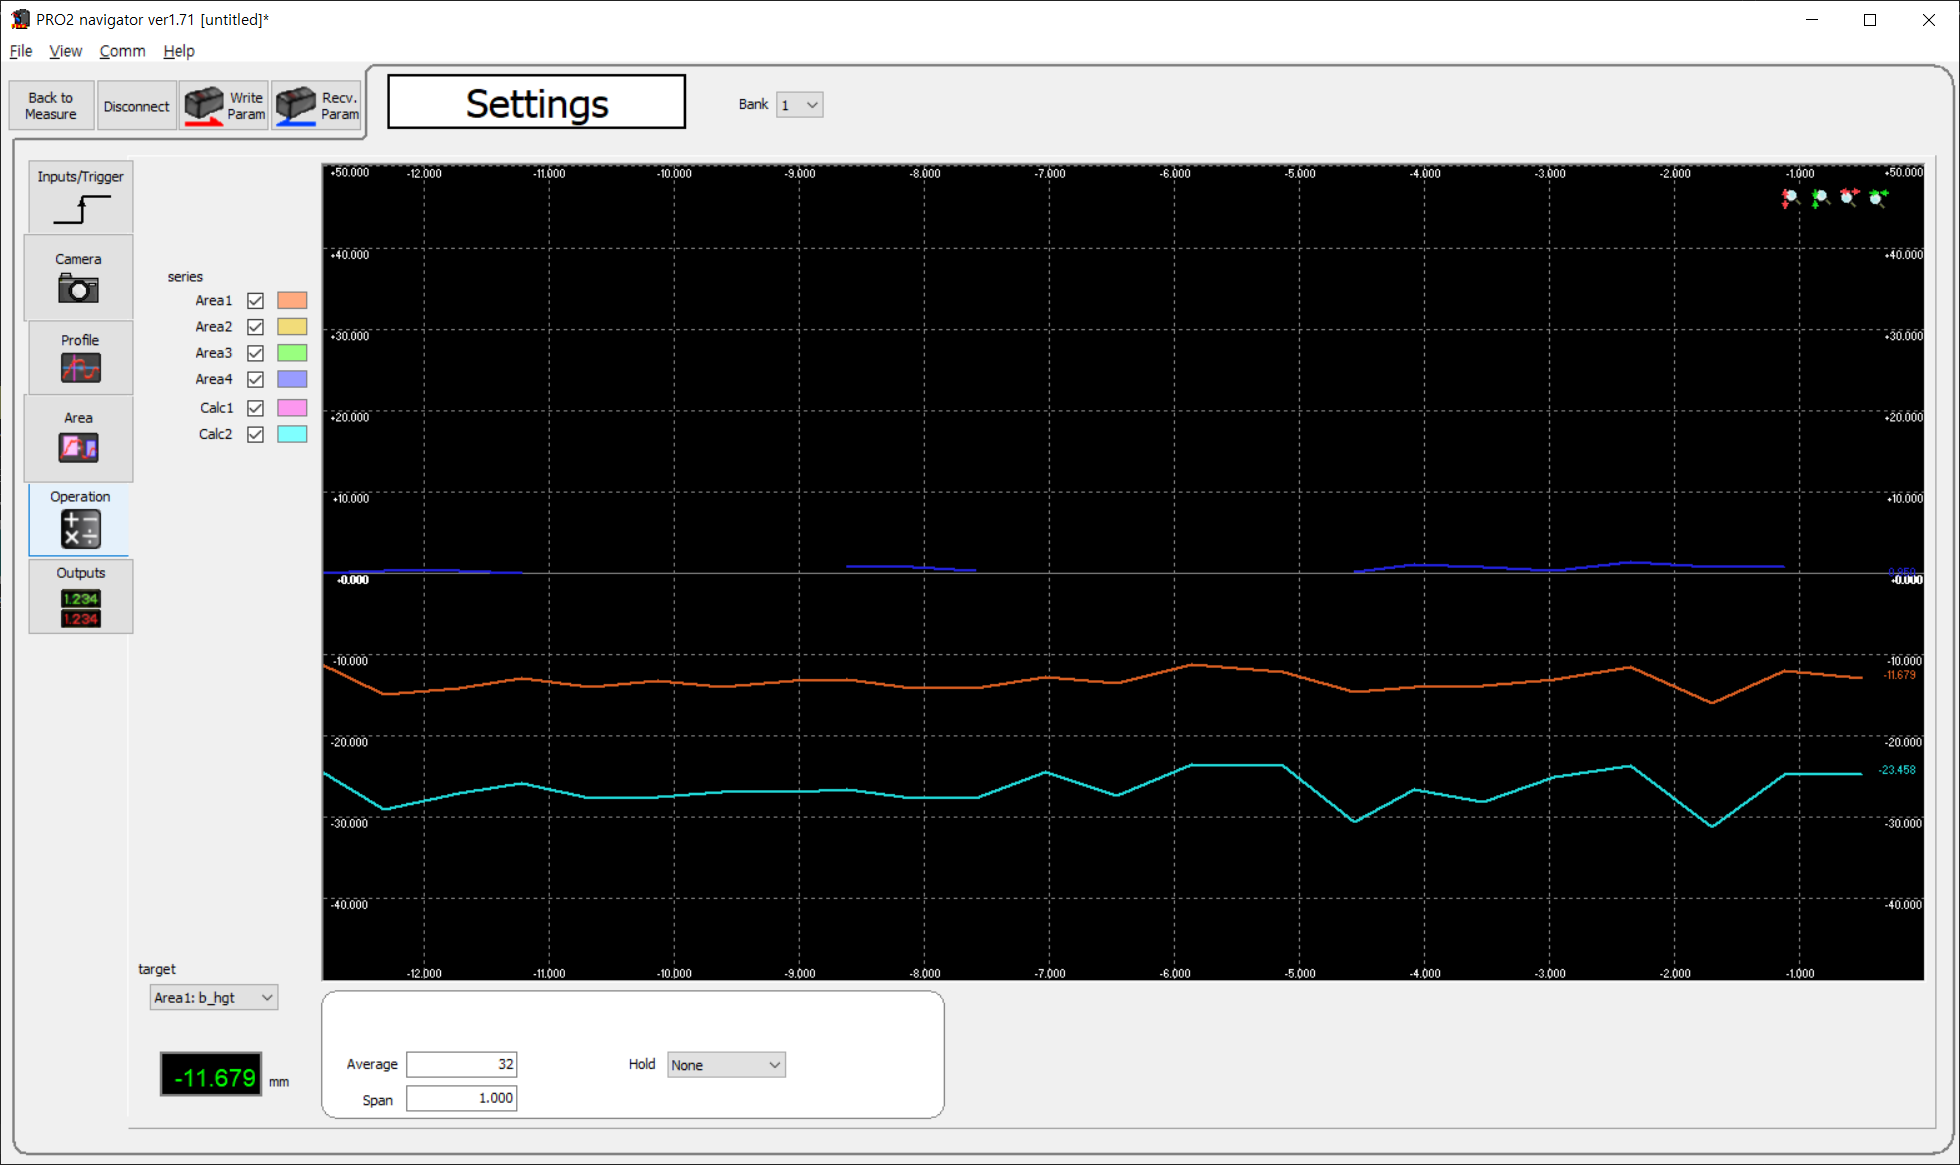 PRO2 navigator ver1.71 [untitled]*
File View Comm Help
Back to
Measure
Disconnect
Write
Param
Recv.
Param
Settings
Bank 1
Inputs/Trigger
Camera
Profile
Area
Operation
Outputs
1.234
1.234
series
Area1
Area2
Area3
Area4
Calc1
Calc2
+50.000 -12.000 -11.000 -10.000 -9.000 -8.000 -7.000 -6.000 -5.000 -4.000 -3.000 -2.000 -1.000 +50.000
+40.000 +40.000
+30.000 +30.000
+20.000 +20.000
+10.000 +10.000
+0.000 +0.000
-10.000 -10.000
-11.679
-20.000 -20.000
-23.458
-30.000 -30.000
-40.000 -40.000
-12.000 -11.000 -10.000 -9.000 -8.000 -7.000 -6.000 -5.000 -4.000 -3.000 -2.000 -1.000
target
Area1: b_hgt
-11.679 mm
Average 32
Hold None
Span 1.000